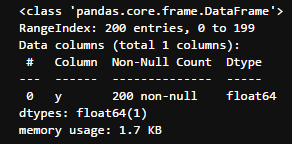 <class 'pandas.core.frame.DataFrame'>
RangeIndex: 200 entries, 0 to 199
Data columns (total 1 columns):
 #   Column  Non-Null Count  Dtype
---  ------  --------------  -----
 0   y       200 non-null    float64
dtypes: float64(1)
memory usage: 1.7 KB